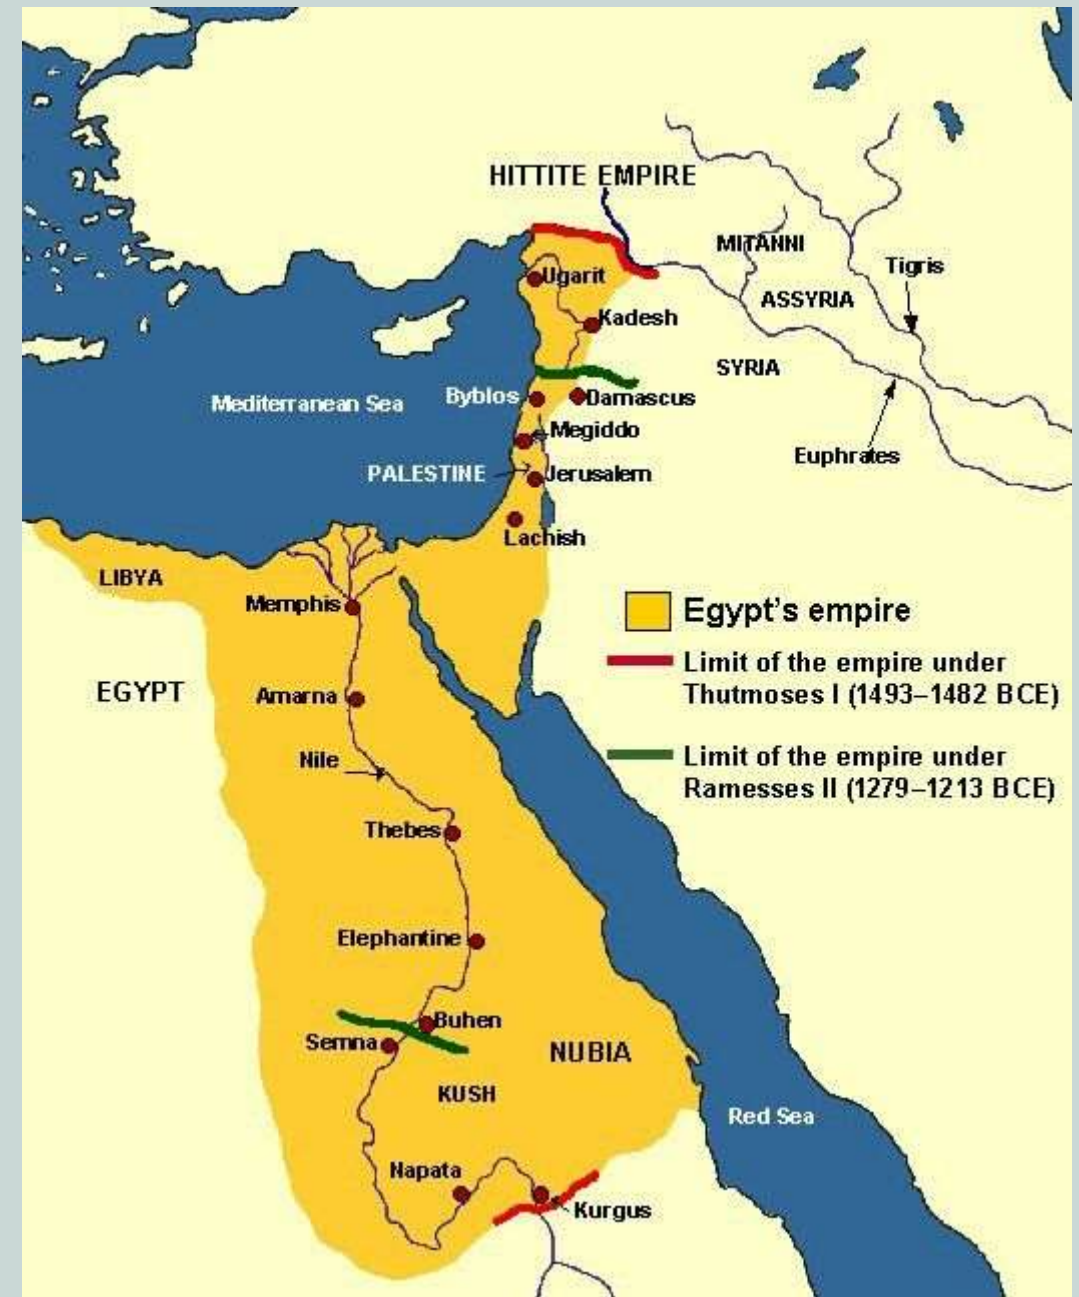 HITTITE EMPIRE
MITANNI
Tigris
ASSYRIA
Ugarit
Kadesh
SYRIA
Mediterranean Sea
Byblos
Damascus
Megiddo
Euphrates
PALESTINE
Jerusalem
Lachish
LIBYA
Memphis
Egypt's empire
Limit of the empire under
Thutmoses I (1493–1482 BCE)
EGYPT
Amarna
Nile
Limit of the empire under
Ramesses II (1279–1213 BCE)
Thebes
Elephantine
Buhen
Semna
NUBIA
KUSH
Red Sea
Napata
Kurgus